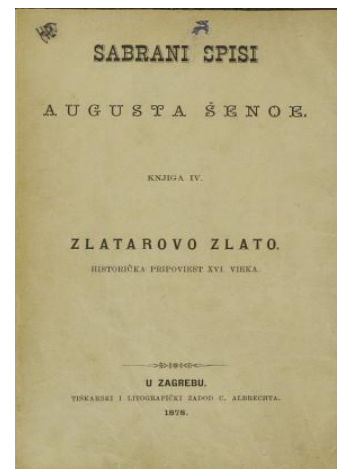 SABRANI SPISI
AUGUSTA ŠENOE.
KNJIGA IV.
ZLATAROVO ZLATO.
HISTORIČKA PRIPOVIEST XVI. VIEKA.
U ZAGREBU.
TISKARSKI I LITOGRAFIČKI ZAVOD C. ALBRECHTA.
1878.